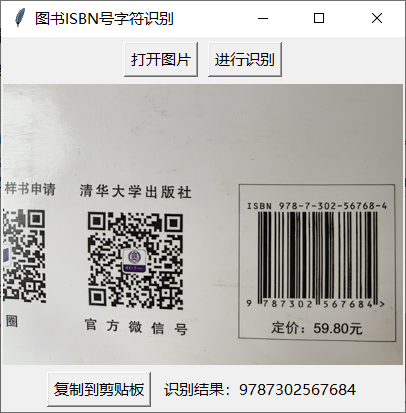 图书ISBN号字符识别
打开图片 进行识别
样书申请 清华大学出版社
ISBN 978-7-302-56768-4
9 787302 567684 >
圈 官方微信号
定价：59.80元
复制到剪贴板 识别结果：9787302567684